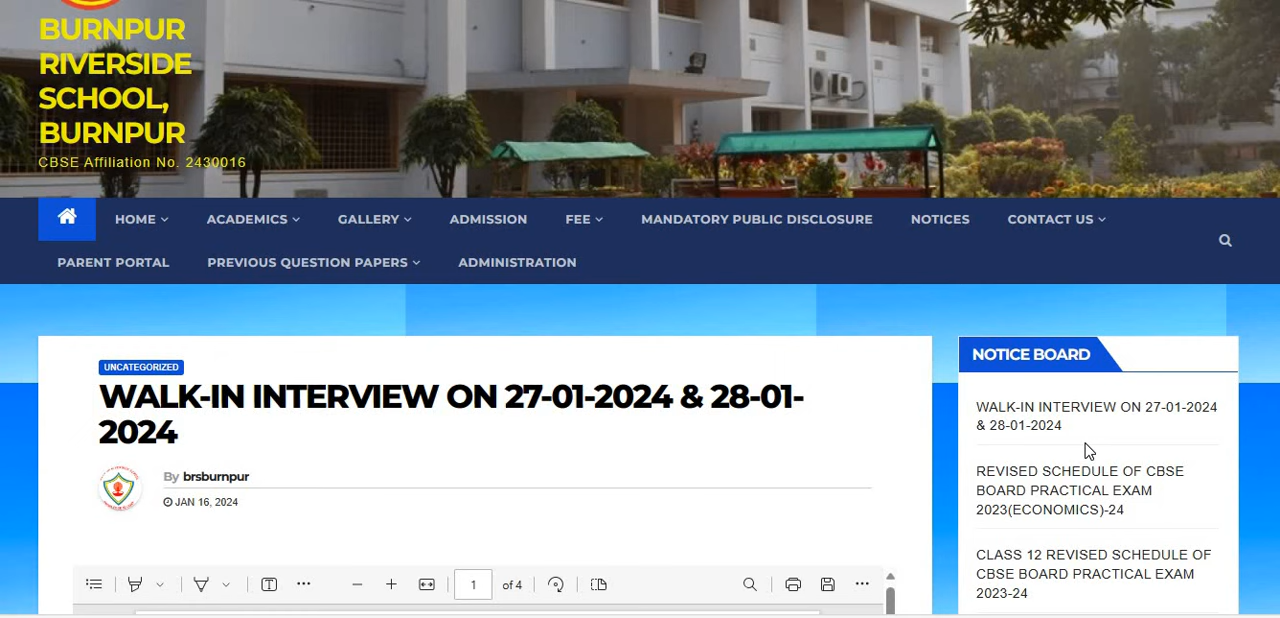 BURNPUR
RIVERSIDE
SCHOOL,
BURNPUR
CBSE Affiliation No. 2430016
HOME ACADEMICS GALLERY ADMISSION FEE MANDATORY PUBLIC DISCLOSURE NOTICES CONTACT US
PARENT PORTAL PREVIOUS QUESTION PAPERS ADMINISTRATION
UNCATEGORIZED
WALK-IN INTERVIEW ON 27-01-2024 & 28-01-
2024
By brsburnpur
JAN 16, 2024
1 of 4
NOTICE BOARD
WALK-IN INTERVIEW ON 27-01-2024
& 28-01-2024
REVISED SCHEDULE OF CBSE
BOARD PRACTICAL EXAM
2023(ECONOMICS)-24
CLASS 12 REVISED SCHEDULE OF
CBSE BOARD PRACTICAL EXAM
2023-24